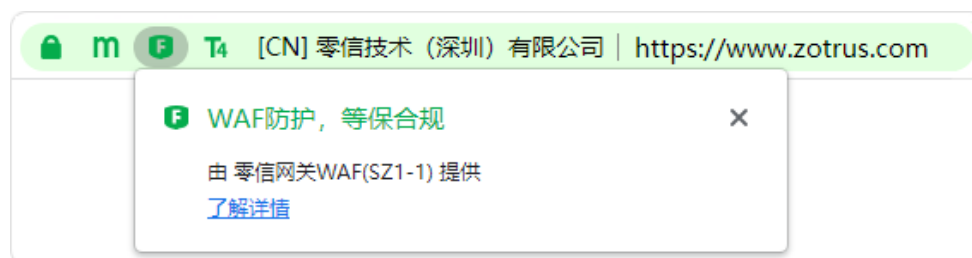 m F T4 [CN] 零信技术（深圳）有限公司 | https://www.zotrus.com
F WAF防护，等保合规 ×
由 零信网关WAF(SZ1-1) 提供
了解详情